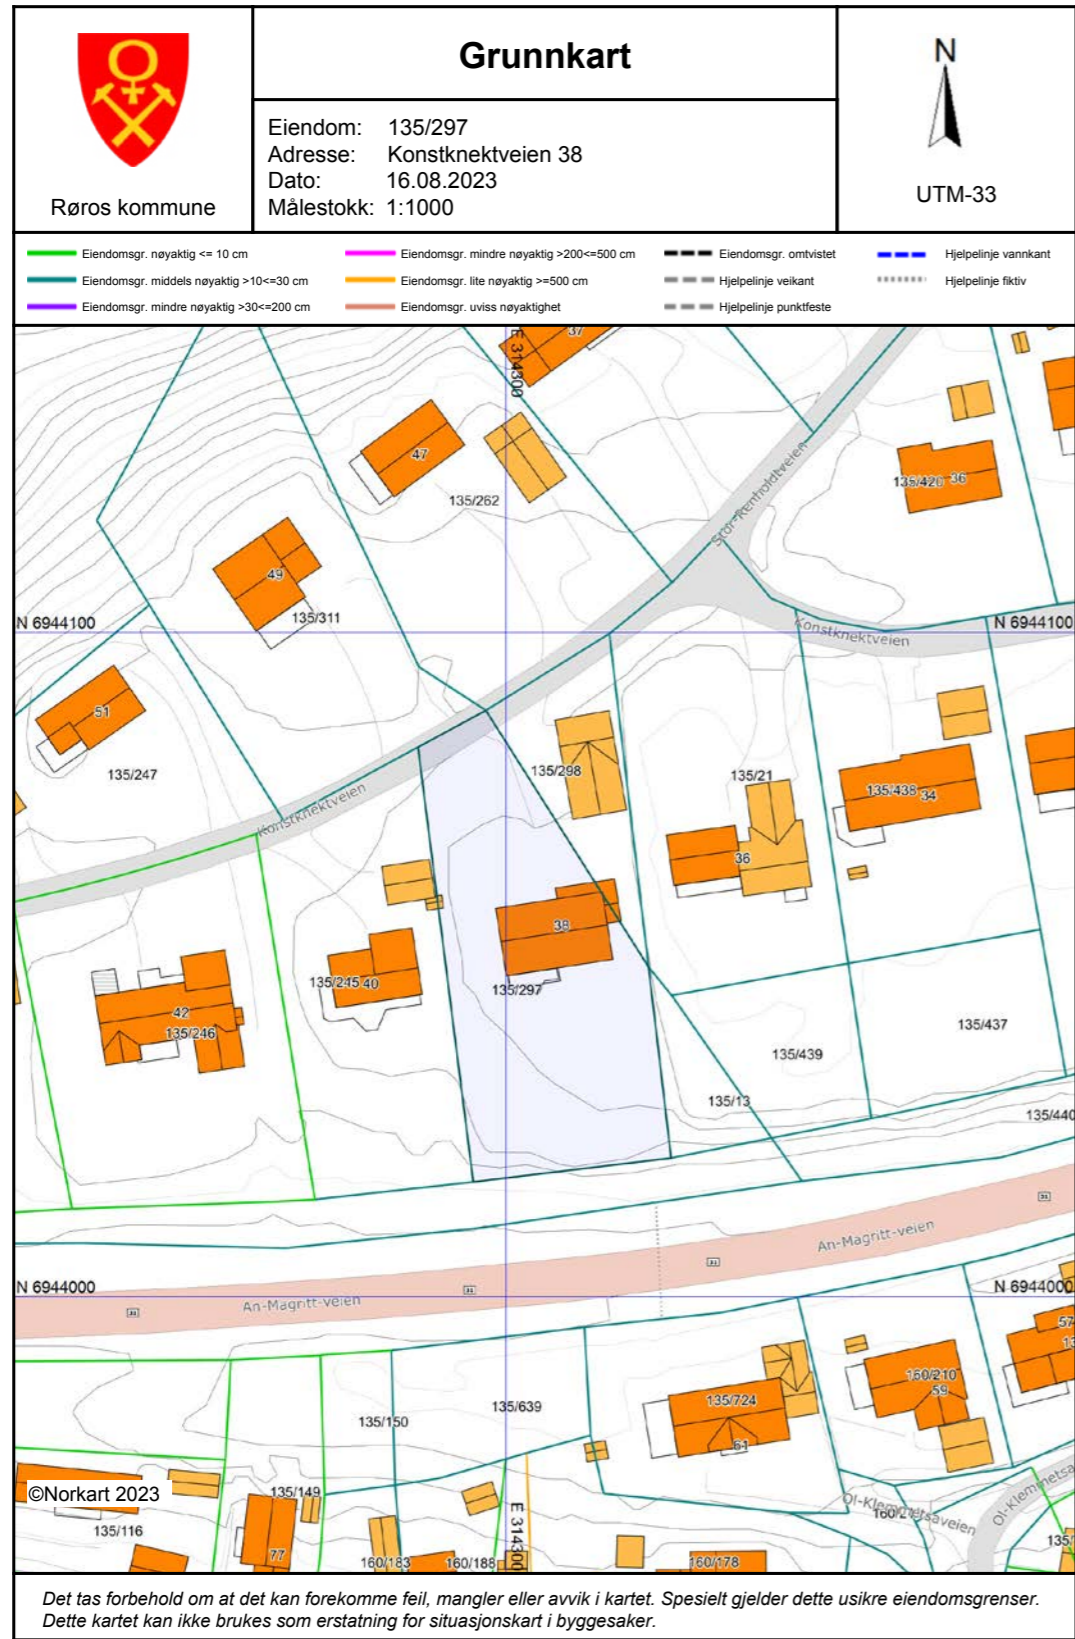 Grunnkart
Eiendom: 135/297
Adresse: Konstknektveien 38
Dato: 16.08.2023
Målestokk: 1:1000
Røros kommune
N
UTM-33
Eiendomsgr. nøyaktig <= 10 cm
Eiendomsgr. middels nøyaktig >10<=30 cm
Eiendomsgr. mindre nøyaktig >30<=200 cm
Eiendomsgr. mindre nøyaktig >200<=500 cm
Eiendomsgr. lite nøyaktig >=500 cm
Eiendomsgr. uviss nøyaktighet
Eiendomsgr. omtvistet
Hjelpelinje veikant
Hjelpelinje punktfeste
Hjelpelinje vannkant
Hjelpelinje fiktiv
E 314300
37
47
135/262
Stor-Renholdtveien
135/420 36
49
135/311
N 6944100
Konstknektveien
N 6944100
51
135/247
135/298
135/21
135/438 34
Konstknektveien
36
38
135/245 40
135/297
42
135/246
135/437
135/439
135/13
135/440
31
An-Magritt-veien
31
31
N 6944000
An-Magritt-veien
31
N 6944000
57
160/210
59
135/724
61
135/639
135/150
©Norkart 2023
135/149
135/116
77
160/183
160/188
E 314300
160/178
Ol-Klemmetsaveien
Det tas forbehold om at det kan forekomme feil, mangler eller avvik i kartet. Spesielt gjelder dette usikre eiendomsgrenser.
Dette kartet kan ikke brukes som erstatning for situasjonskart i byggesaker.